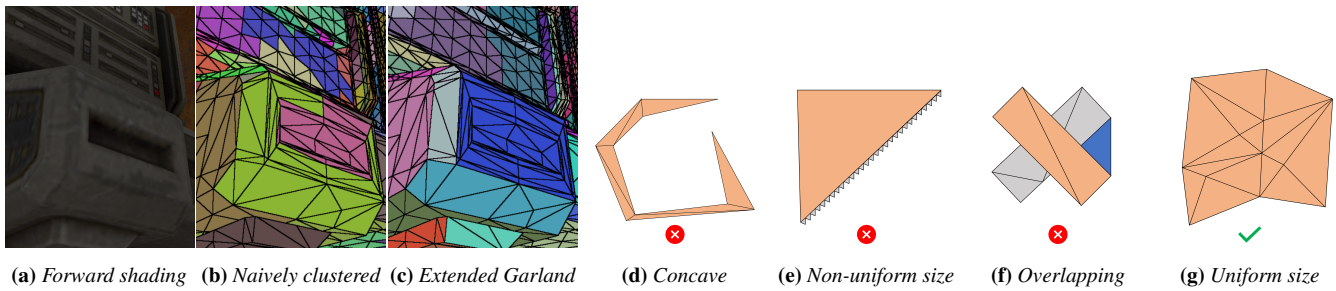 (a) Forward shading (b) Naively clustered (c) Extended Garland (d) Concave (e) Non-uniform size (f) Overlapping (g) Uniform size